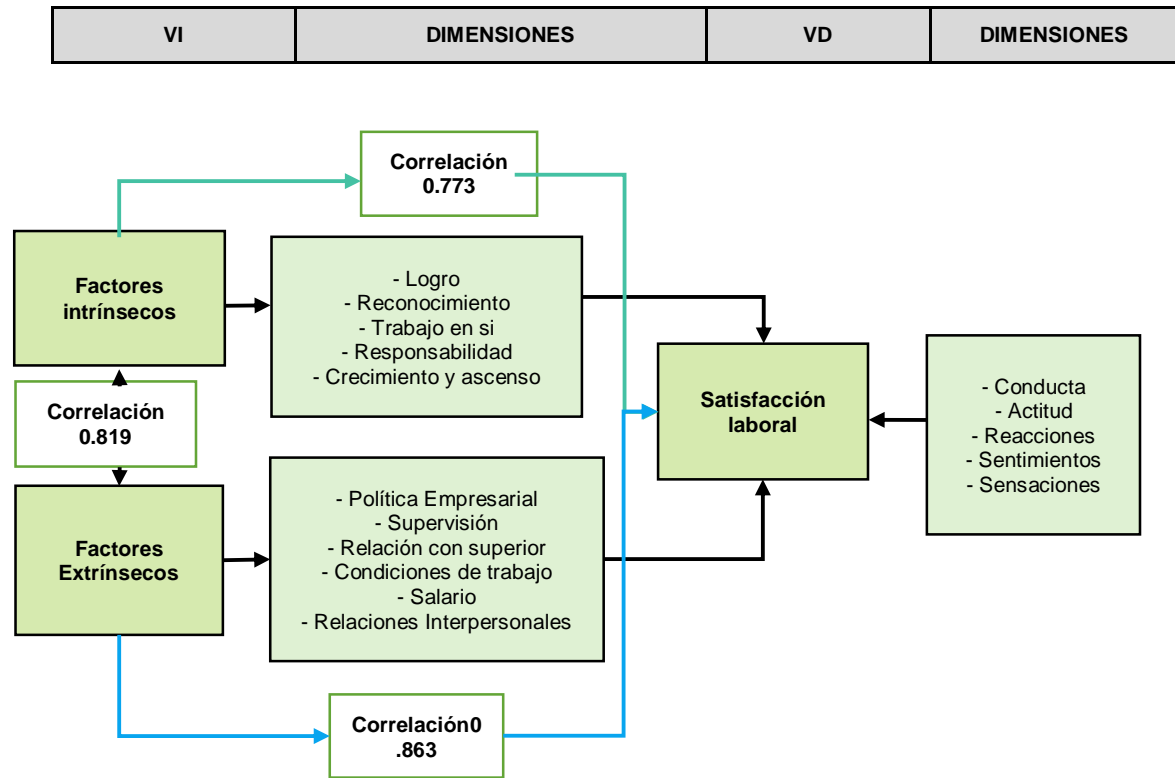 VI DIMENSIONES VD DIMENSIONES
Correlación
0.773
Factores
intrínsecos
- Logro
- Reconocimiento
- Trabajo en si
- Responsabilidad
- Crecimiento y ascenso
Correlación
0.819
Satisfacción
laboral
- Conducta
- Actitud
- Reacciones
- Sentimientos
- Sensaciones
Factores
Extrínsecos
- Política Empresarial
- Supervisión
- Relación con superior
- Condiciones de trabajo
- Salario
- Relaciones Interpersonales
Correlación0
.863